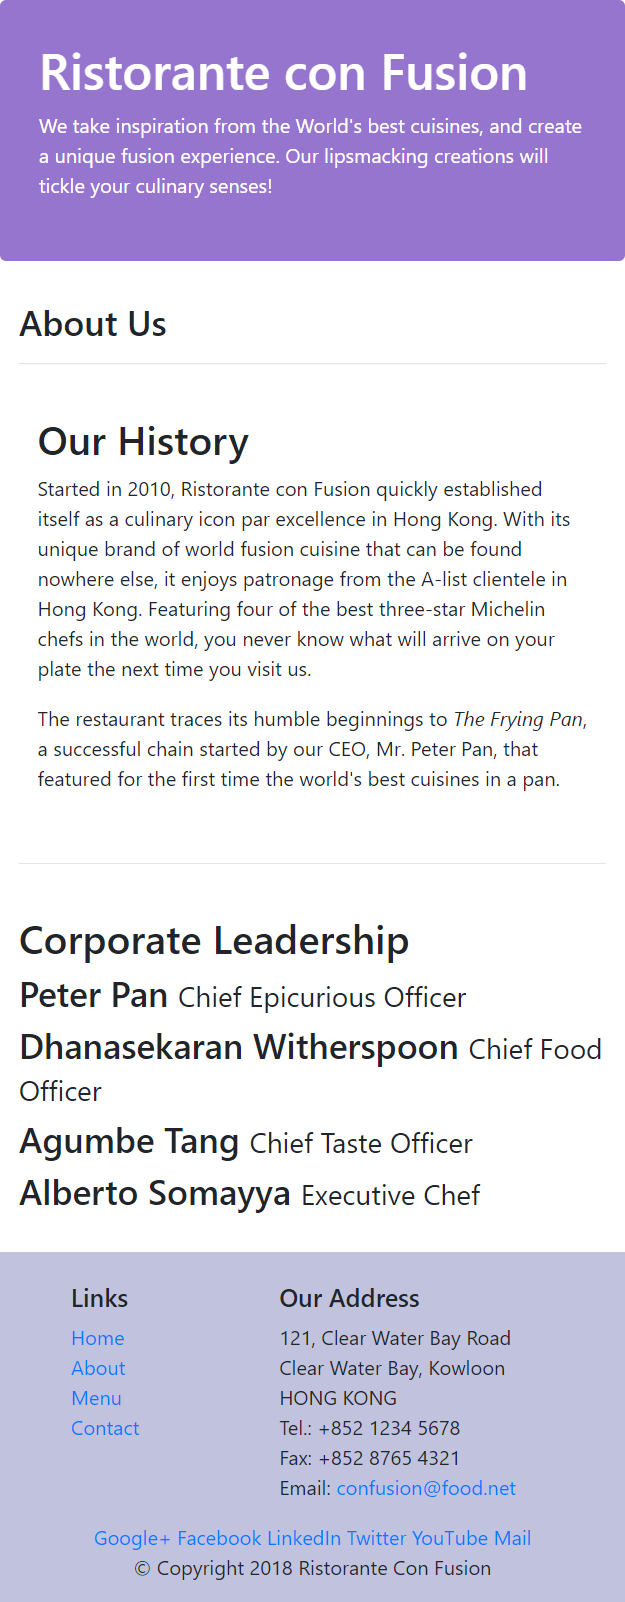 Ristorante con Fusion
We take inspiration from the World's best cuisines, and create
a unique fusion experience. Our lipsmacking creations will
tickle your culinary senses!
About Us
Our History
Started in 2010, Ristorante con Fusion quickly established
itself as a culinary icon par excellence in Hong Kong. With its
unique brand of world fusion cuisine that can be found
nowhere else, it enjoys patronage from the A-list clientele in
Hong Kong. Featuring four of the best three-star Michelin
chefs in the world, you never know what will arrive on your
plate the next time you visit us.
The restaurant traces its humble beginnings to The Frying Pan,
a successful chain started by our CEO, Mr. Peter Pan, that
featured for the first time the world's best cuisines in a pan.
Corporate Leadership
Peter Pan Chief Epicurious Officer
Dhanasekaran Witherspoon Chief Food
Officer
Agumbe Tang Chief Taste Officer
Alberto Somayya Executive Chef
Links
Home
About
Menu
Contact
Our Address
121, Clear Water Bay Road
Clear Water Bay, Kowloon
HONG KONG
Tel.: +852 1234 5678
Fax: +852 8765 4321
Email: confusion@food.net
Google+ Facebook LinkedIn Twitter YouTube Mail
© Copyright 2018 Ristorante Con Fusion